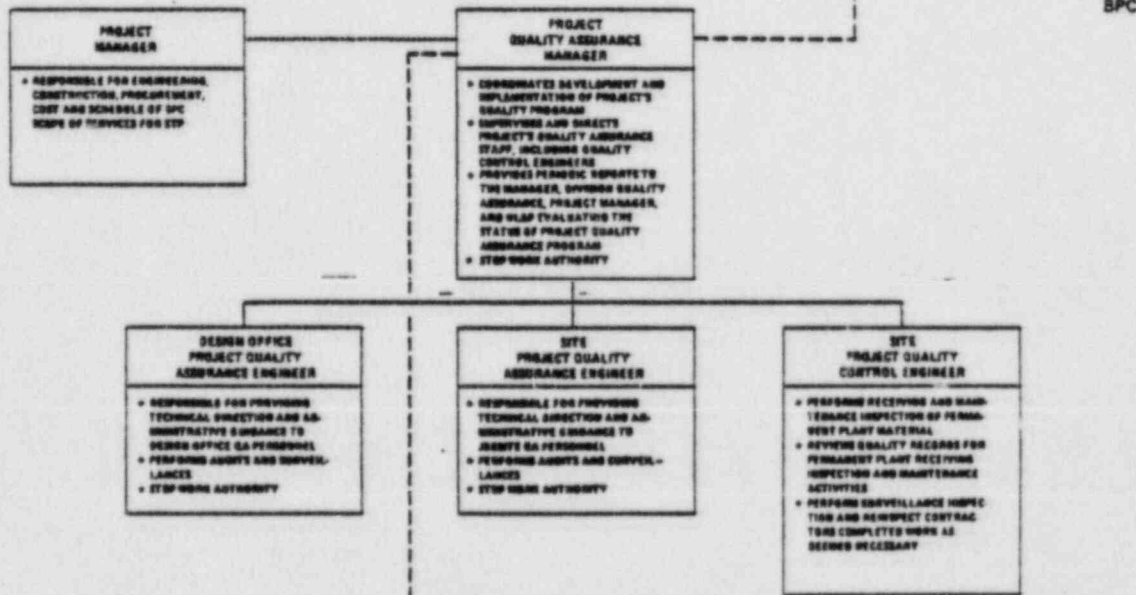 BPC
PROJECT
MANAGER
• RESPONSIBLE FOR ENGINEERING,
CONSTRUCTION, PROCUREMENT,
COST AND SCHEDULE OF BPC
SCOPE OF SERVICES FOR STP
PROJECT
QUALITY ASSURANCE
MANAGER
• COORDINATES DEVELOPMENT AND
IMPLEMENTATION OF PROJECT'S
QUALITY PROGRAM
• SUPERVISES AND DIRECTS
PROJECT'S QUALITY ASSURANCE
STAFF, INCLUDING QUALITY
CONTROL ENGINEERS
• PROVIDES PERIODIC REPORTS TO
THE MANAGER, DIVISION QUALITY
ASSURANCE, PROJECT MANAGER,
AND HL&P EVALUATING THE
STATUS OF PROJECT QUALITY
ASSURANCE PROGRAM
• STOP WORK AUTHORITY
DESIGN OFFICE
PROJECT QUALITY
ASSURANCE ENGINEER
• RESPONSIBLE FOR PROVIDING
TECHNICAL DIRECTION AND AD-
MINISTRATIVE GUIDANCE TO
DESIGN OFFICE QA PERSONNEL
• PERFORMS AUDITS AND SURVEIL-
LANCES
• STOP WORK AUTHORITY
SITE
PROJECT QUALITY
ASSURANCE ENGINEER
• RESPONSIBLE FOR PROVIDING
TECHNICAL DIRECTION AND AD-
MINISTRATIVE GUIDANCE TO
JOBSITE QA PERSONNEL
• PERFORMS AUDITS AND SURVEIL-
LANCES
• STOP WORK AUTHORITY
SITE
PROJECT QUALITY
CONTROL ENGINEER
• PERFORMS RECEIVING AND MAIN-
TENANCE INSPECTION OF PERMA-
NENT PLANT MATERIAL
• REVIEWS QUALITY RECORDS FOR
PERMANENT PLANT RECEIVING
INSPECTION AND MAINTENANCE
ACTIVITIES
• PERFORM SURVEILLANCE INSPEC-
TION AND REINSPECT CONTRAC-
TORS COMPLETED WORK AS
DEEMED NECESSARY